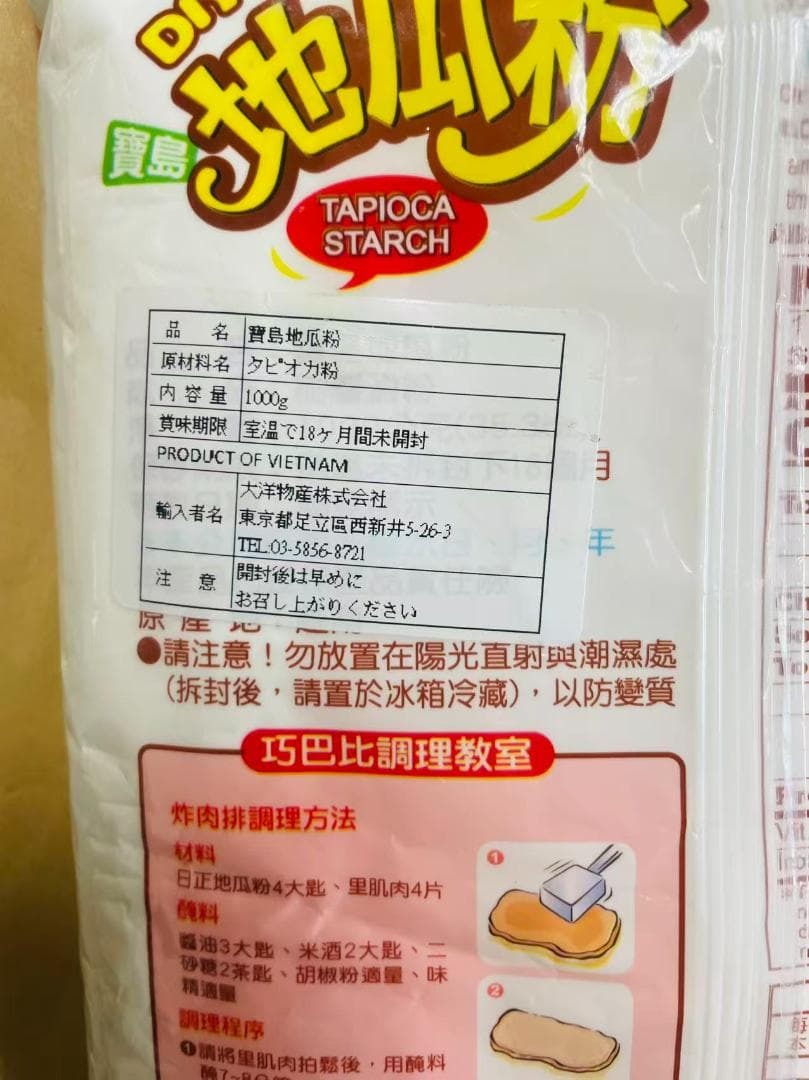 地瓜粉
寶島
TAPIOCA
STARCH
品 名 寶島地瓜粉
原材料名 タピオカ粉
内容量 1000g
賞味期限 室温で18ヶ月間未開封
PRODUCT OF VIETNAM
輸入者名 大洋物産株式会社
東京都足立區西新井5-26-3
TEL:03-5856-8721
注 意 開封後は早めに
お召し上がりください
月
年
原產地
●請注意！勿放置在陽光直射與潮濕處
(拆封後，請置於冰箱冷藏)，以防變質
巧巴比調理教室
炸肉排調理方法
材料
日正地瓜粉4大匙、里肌肉4片
醃料
醬油3大匙、米酒2大匙、二
砂糖2茶匙、胡椒粉適量、味
精適量
調理程序
❶請將里肌肉拍鬆後，用醃料
1
2